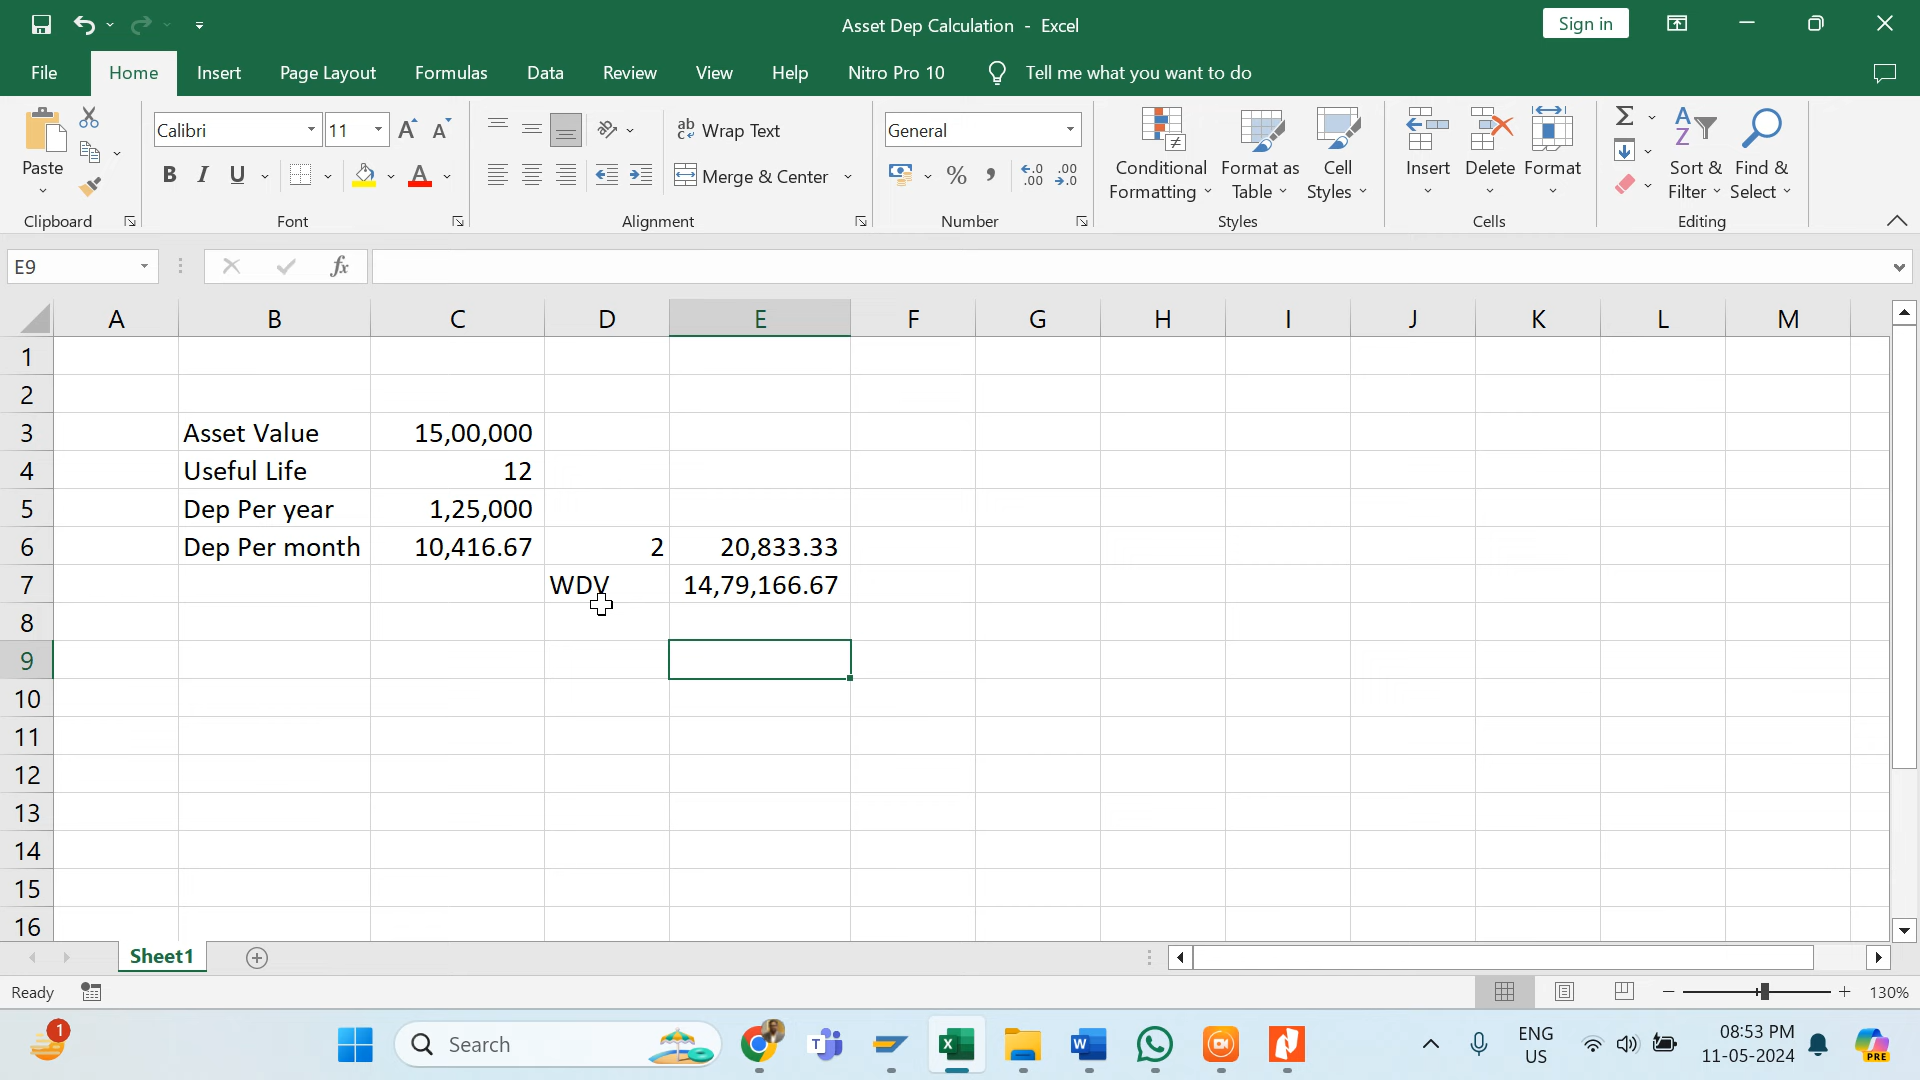 Asset Dep Calculation - Excel
Sign in
File Home Insert Page Layout Formulas Data Review View Help Nitro Pro 10 Tell me what you want to do
Calibri 11
ab Wrap Text
General
Paste
B I U A
Merge & Center
% ,
Conditional Formatting
Format as Table
Cell Styles
Insert Delete Format
Sort & Filter
Find & Select
Clipboard Font Alignment Number Styles Cells Editing
E9 fx
A B C D E F G H I J K L M
1
2
3 Asset Value 15,00,000
4 Useful Life 12
5 Dep Per year 1,25,000
6 Dep Per month 10,416.67 2 20,833.33
7 WDV 14,79,166.67
8
9
10
11
12
13
14
15
16
Sheet1
Ready 130%
1 Search ENG 08:53 PM
US 11-05-2024 PRE